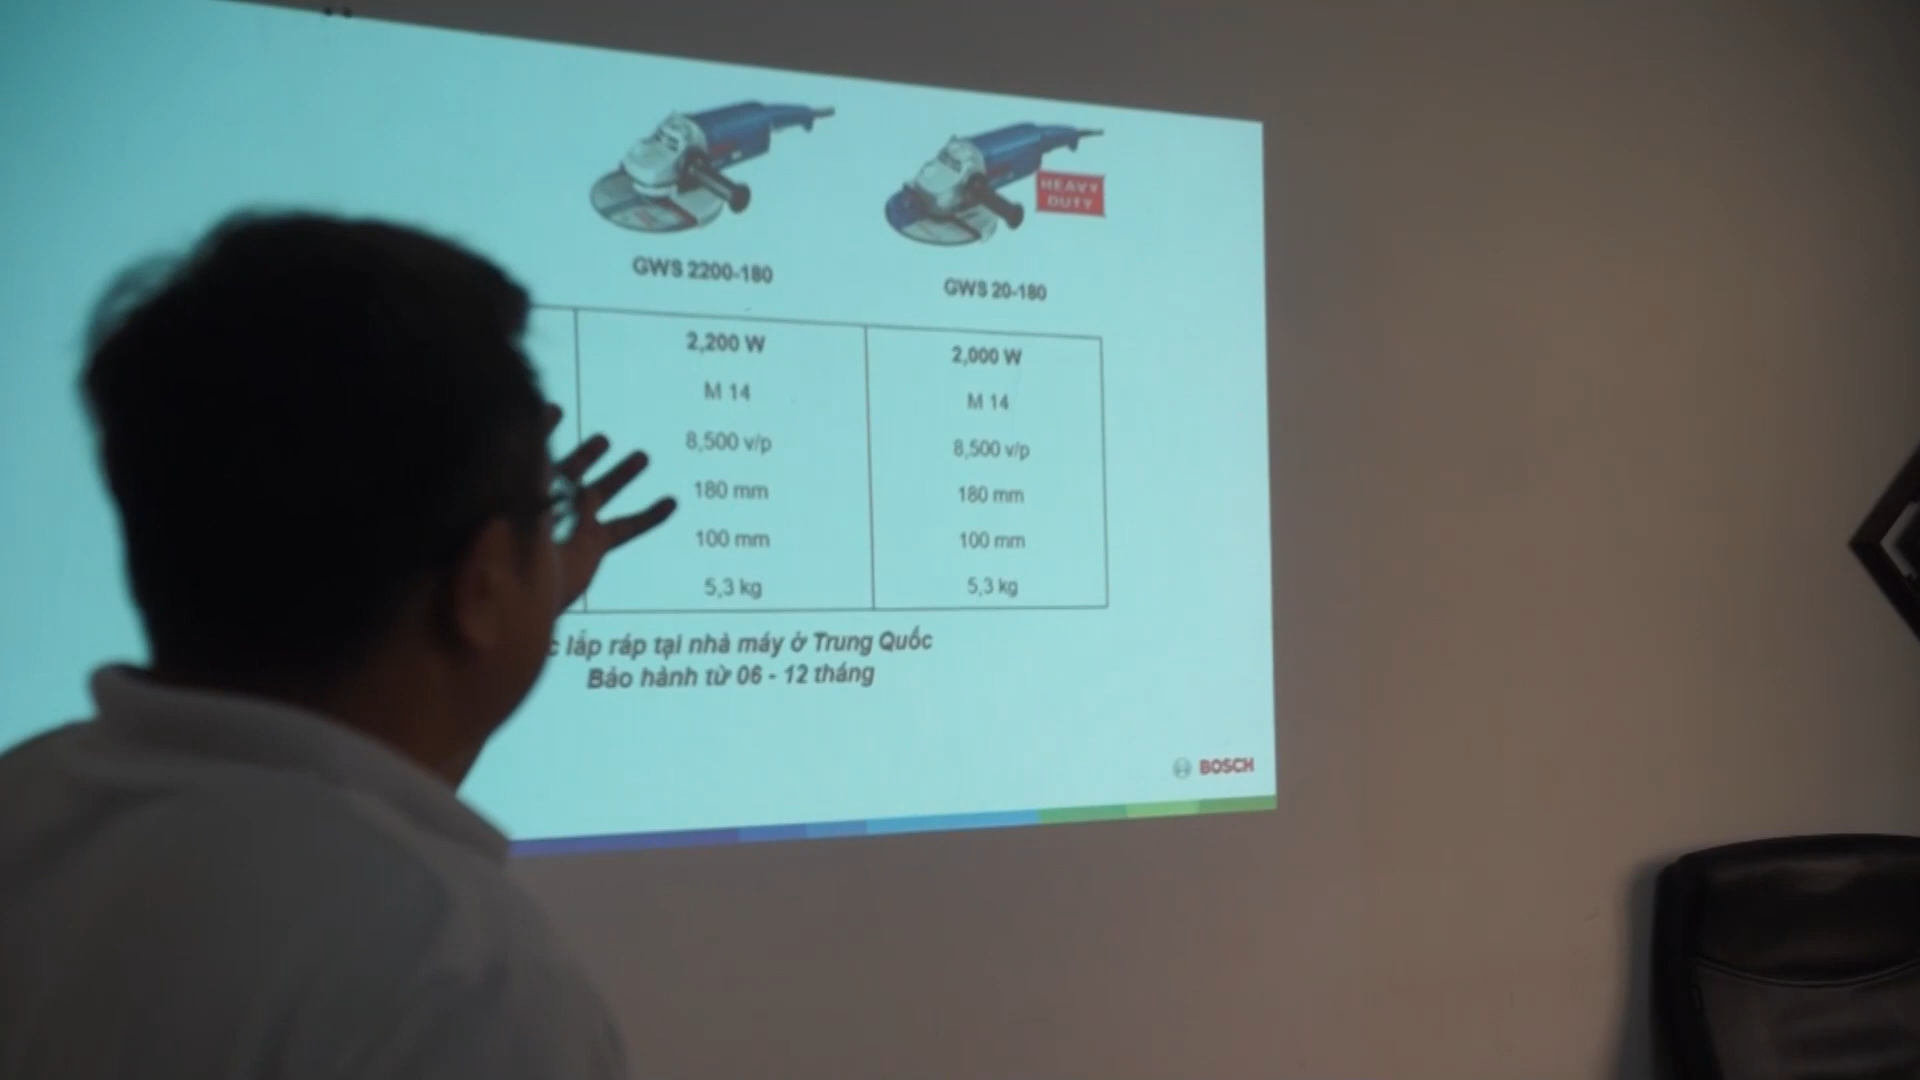 HEAVY
DUTY
GWS 2200-180
GWS 20-180
2,200 W
2,000 W
M 14
M 14
8,500 v/p
8,500 v/p
180 mm
180 mm
100 mm
100 mm
5,3 kg
5,3 kg
c lắp ráp tại nhà máy ở Trung Quốc
Bảo hành từ 06 - 12 tháng
BOSCH